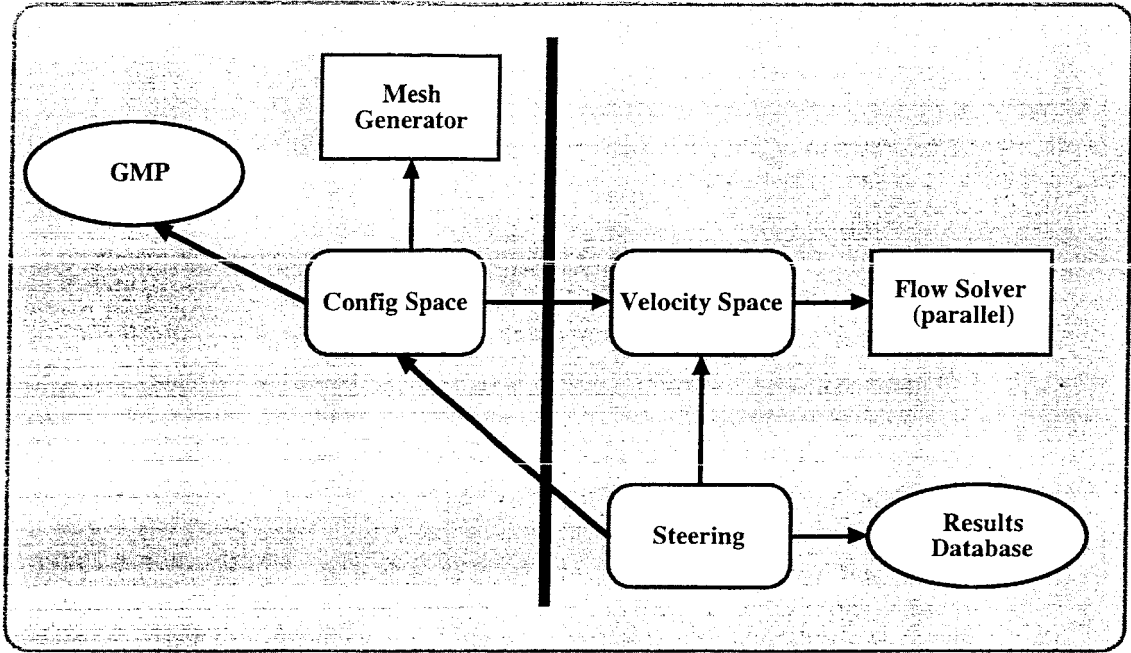 Mesh
Generator
GMP
Config Space
Velocity Space
Flow Solver
(parallel)
Steering
Results
Database